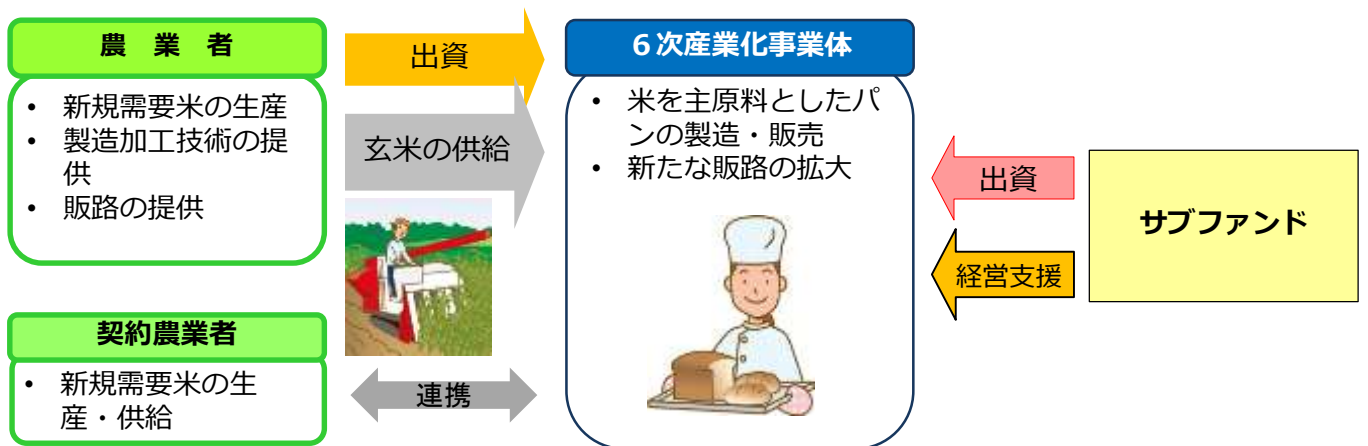 農 業 者
• 新規需要米の生産
• 製造加工技術の提
供
• 販路の提供
契約農業者
• 新規需要米の生
産・供給
出資
玄米の供給
連携
６次産業化事業体
• 米を主原料としたパ
ンの製造・販売
• 新たな販路の拡大
出資
経営支援
サブファンド